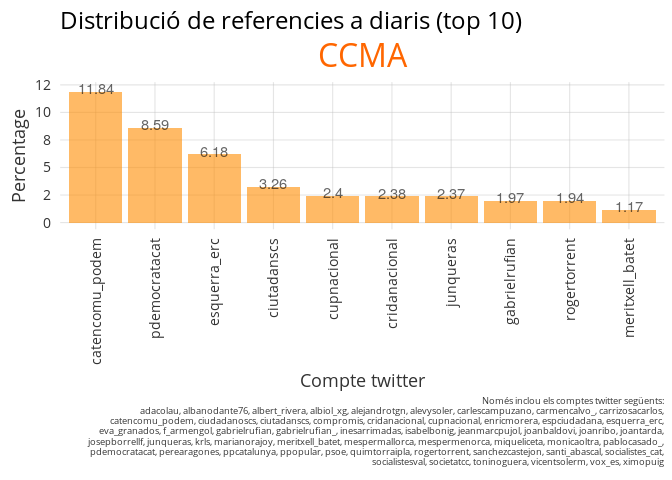 Distribució de referencies a diaris (top 10)
CCMA
Percentage
12
10
8
5
2
0
11.84
8.59
6.18
3.26
2.4
2.38
2.37
1.97
1.94
1.17
catencomu_podem
pdemocratacat
esquerra_erc
ciutadanscs
cupnacional
cridanacional
junqueras
gabrielrufian
rogertorrent
meritxell_batet
Compte twitter
Només inclou els comptes twitter següents:
adacolau, albanodante76, albert_rivera, albiol_xg, alejandrotgn, alevysoler, carlescampuzano, carmencalvo_, carrizosacarlos,
catencomu_podem, ciudadanoscs, ciutadanscs, compromis, cridanacional, cupnacional, enricmorera, espciudadana, esquerra_erc,
eva_granados, f_armengol, gabrielrufian, gabrielrufian_, inesarrimadas, isabelbonig, jeanmarcpujol, joanbaldovi, joanribo, joantarda,
josepborrellf, junqueras, krls, marianorajoy, meritxell_batet, mespermallorca, mespermenorca, miqueliceta, monicaoltra, pablocasado_,
pdemocratacat, perearagones, ppcatalunya, ppopular, psoe, quimtorraipla, rogertorrent, sanchezcastejon, santi_abascal, socialistes_cat,
socialistesval, societatcc, toninoguera, vicentsolerm, vox_es, ximopuig